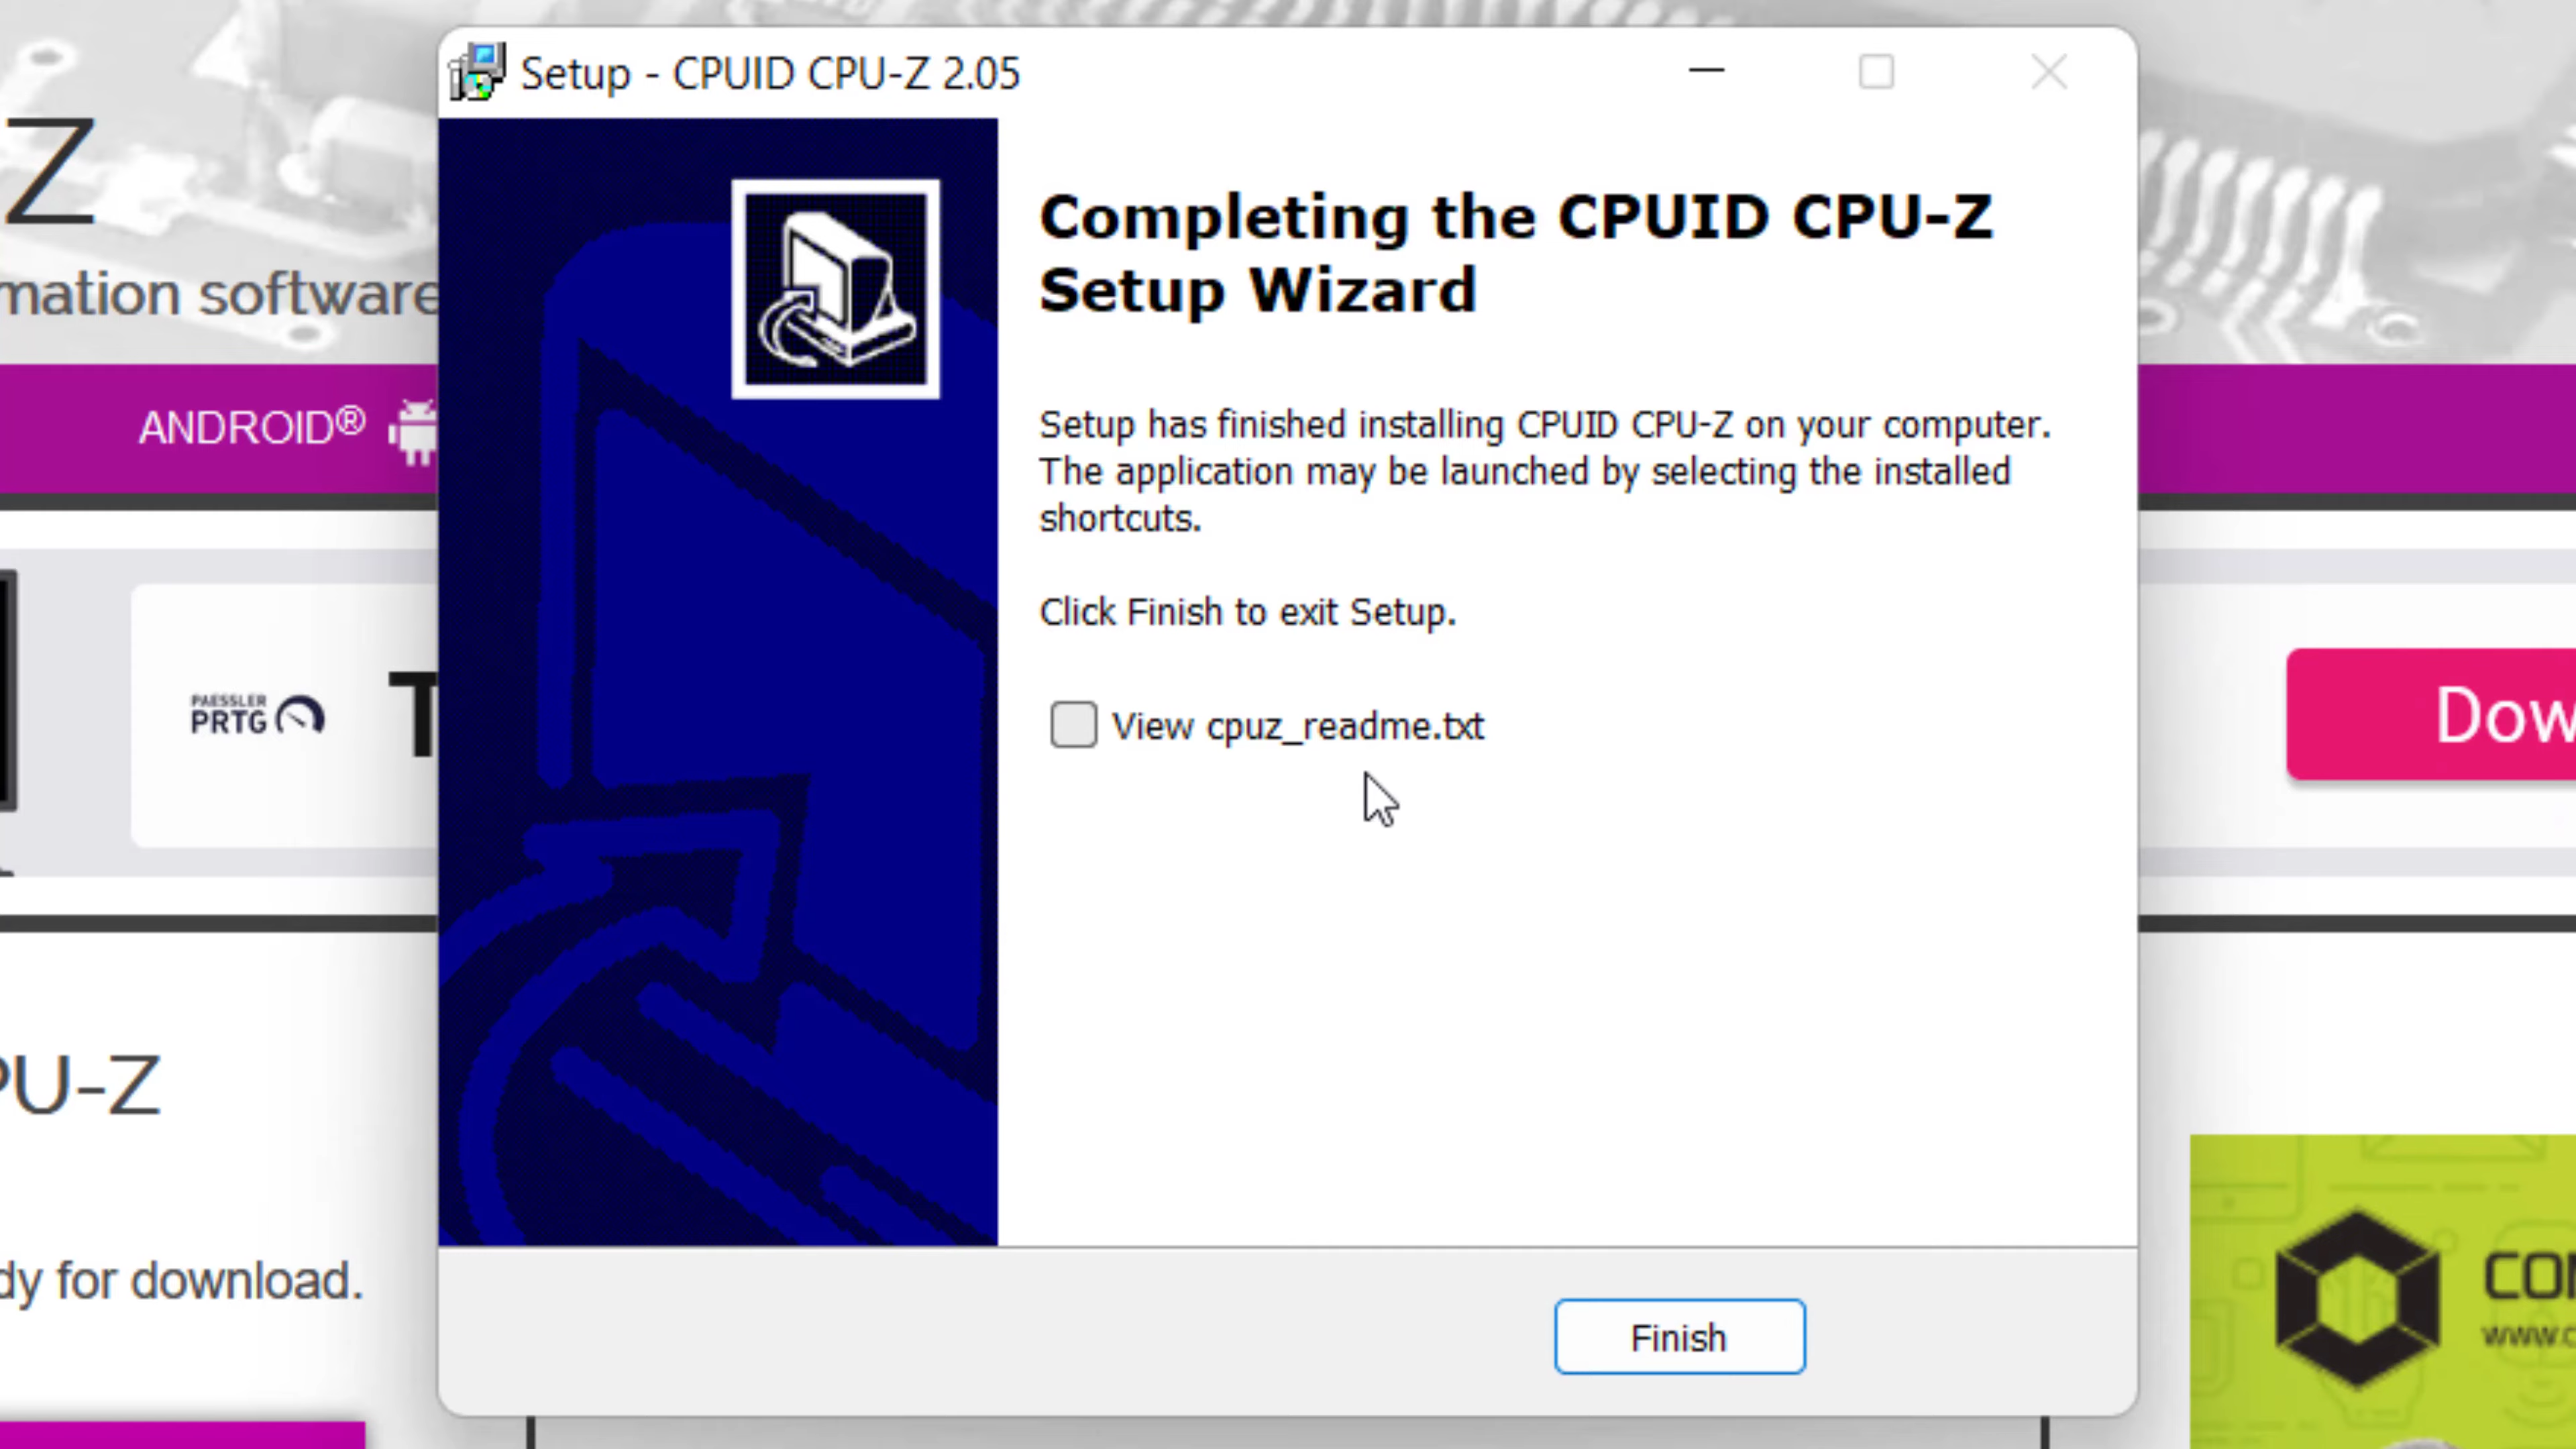 Setup - CPUID CPU-Z 2.05
Z
mation software
ANDROID®
PAESSLER
PRTG
T
Completing the CPUID CPU-Z
Setup Wizard
Setup has finished installing CPUID CPU-Z on your computer.
The application may be launched by selecting the installed
shortcuts.
Click Finish to exit Setup.
View cpuz_readme.txt
Dow
PU-Z
dy for download.
Finish
CO
www.c